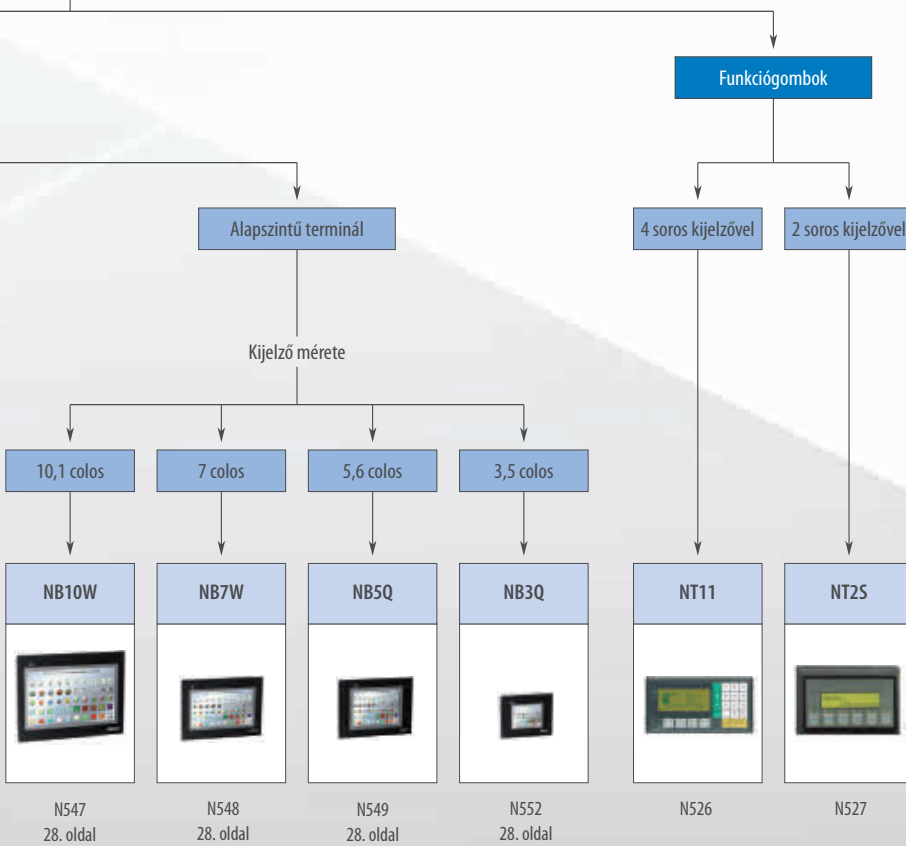 Funkciógombok
Alapszintű terminál
4 soros kijelzővel
2 soros kijelzővel
Kijelző mérete
10,1 colos
7 colos
5,6 colos
3,5 colos
NB10W
NB7W
NB5Q
NB3Q
NT11
NT2S
N547
N548
N549
N552
N526
N527
28. oldal
28. oldal
28. oldal
28. oldal